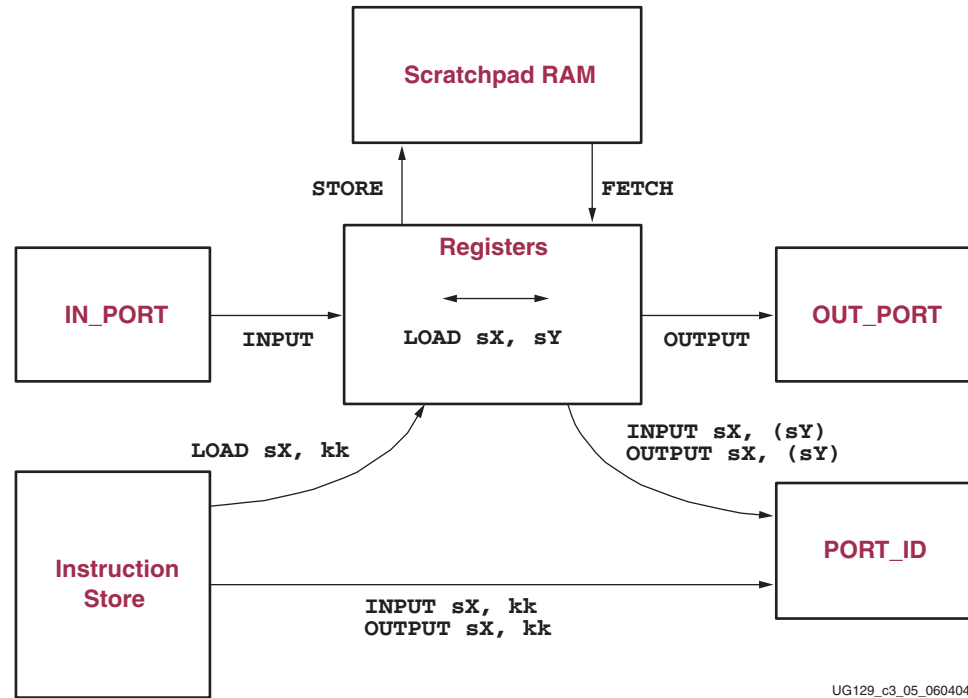 Scratchpad RAM
STORE
FETCH
Registers
IN_PORT
INPUT
LOAD sX, sY
OUTPUT
OUT_PORT
LOAD sX, kk
INPUT sX, (sY)
OUTPUT sX, (sY)
Instruction
Store
PORT_ID
INPUT sX, kk
OUTPUT sX, kk
UG129_c3_05_060404